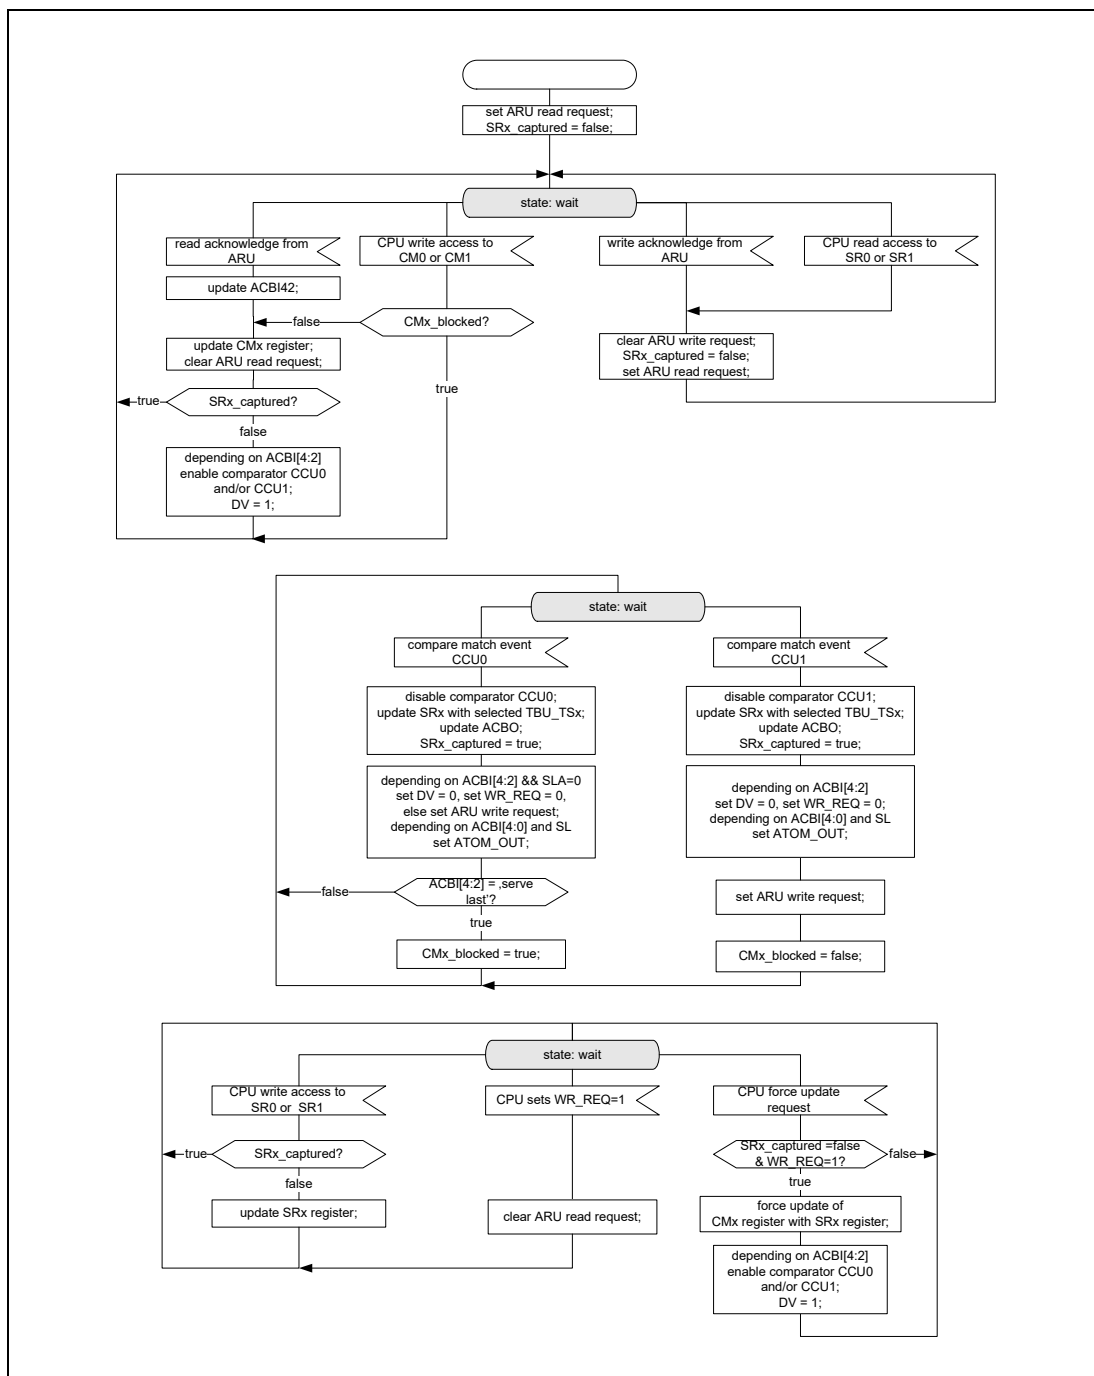 set ARU read request;
SRx_captured = false;
state: wait
read acknowledge from
ARU
CPU write access to
CM0 or CM1
write acknowledge from
ARU
CPU read access to
SR0 or SR1
update ACBI42;
false
CMx_blocked?
update CMx register;
clear ARU read request;
clear ARU write request;
SRx_captured = false;
set ARU read request;
true
true
SRx_captured?
false
depending on ACBI[4:2]
enable comparator CCU0
and/or CCU1;
DV = 1;
state: wait
compare match event
CCU0
compare match event
CCU1
disable comparator CCU0;
update SRx with selected TBU_TSx;
update ACBO;
SRx_captured = true;
disable comparator CCU1;
update SRx with selected TBU_TSx;
update ACBO;
SRx_captured = true;
depending on ACBI[4:2] && SLA=0
set DV = 0, set WR_REQ = 0,
else set ARU write request;
depending on ACBI[4:0] and SL
set ATOM_OUT;
depending on ACBI[4:2]
set DV = 0, set WR_REQ = 0;
depending on ACBI[4:0] and SL
set ATOM_OUT;
false
ACBI[4:2] = ‚serve
last'?
set ARU write request;
true
CMx_blocked = true;
CMx_blocked = false;
state: wait
CPU write access to
SR0 or  SR1
CPU sets WR_REQ=1
CPU force update
request
true
SRx_captured?
SRx_captured =false
& WR_REQ=1?
false
false
true
update SRx register;
clear ARU read request;
force update of
CMx register with SRx register;
depending on ACBI[4:2]
enable comparator CCU0
and/or CCU1;
DV = 1;